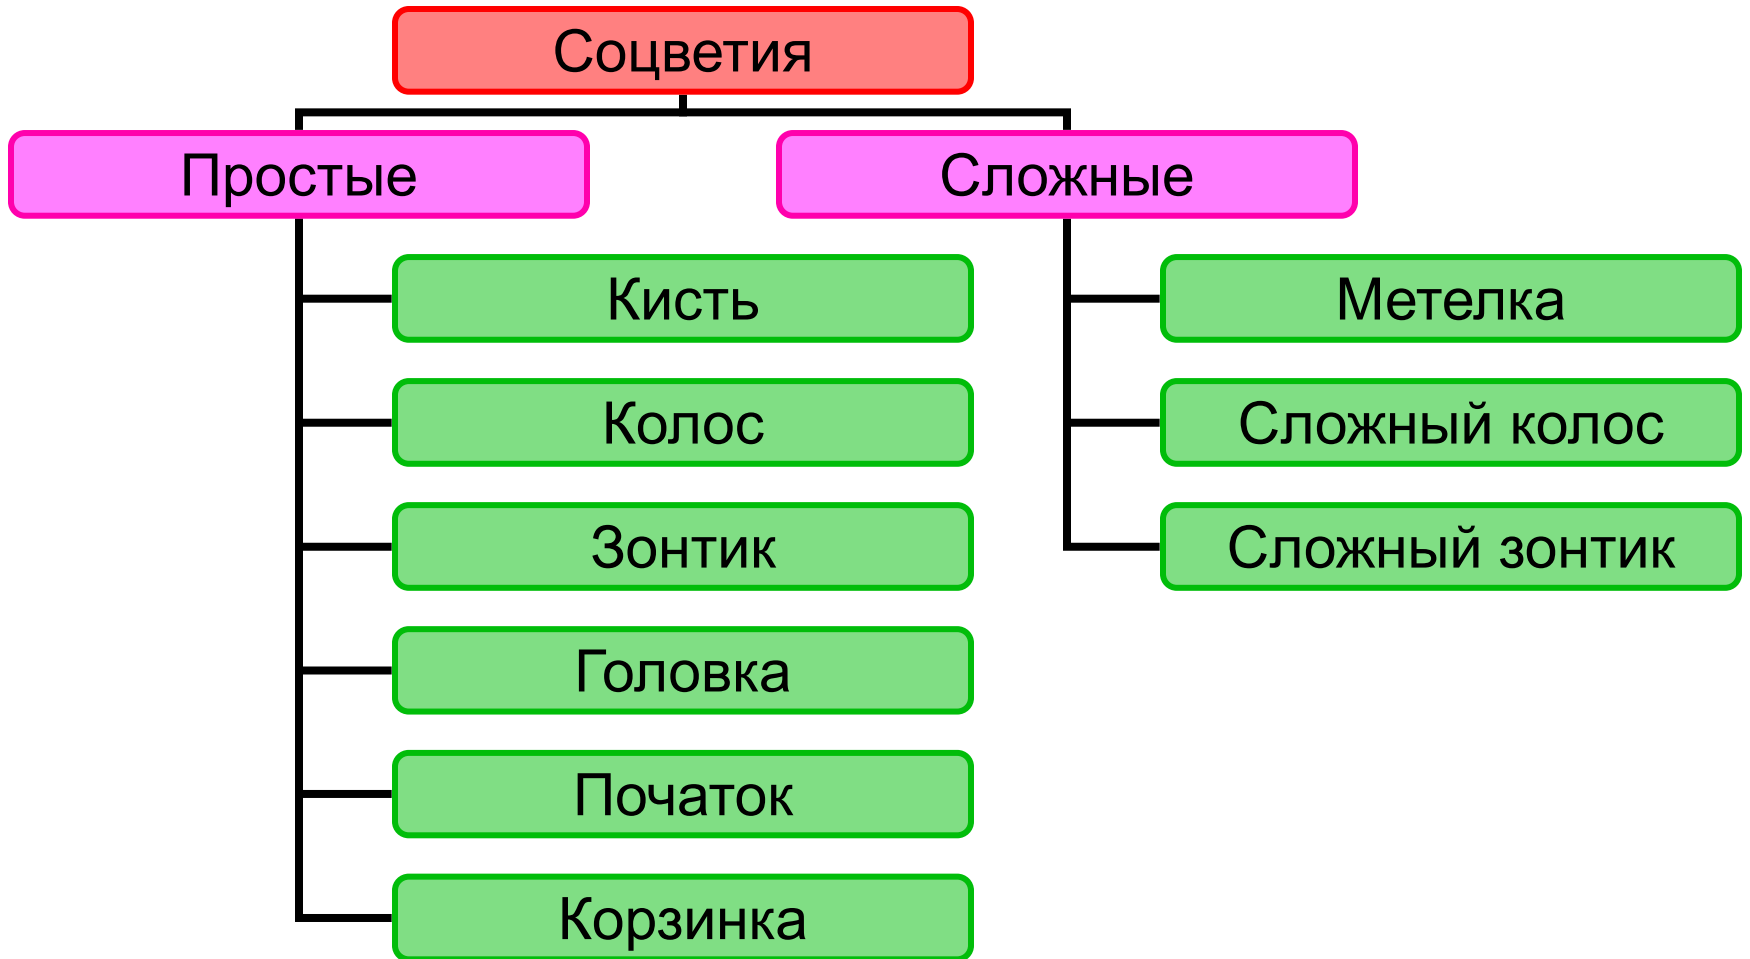 Соцветия
Простые
Сложные
Кисть
Колос
Зонтик
Головка
Початок
Корзинка
Метелка
Сложный колос
Сложный зонтик